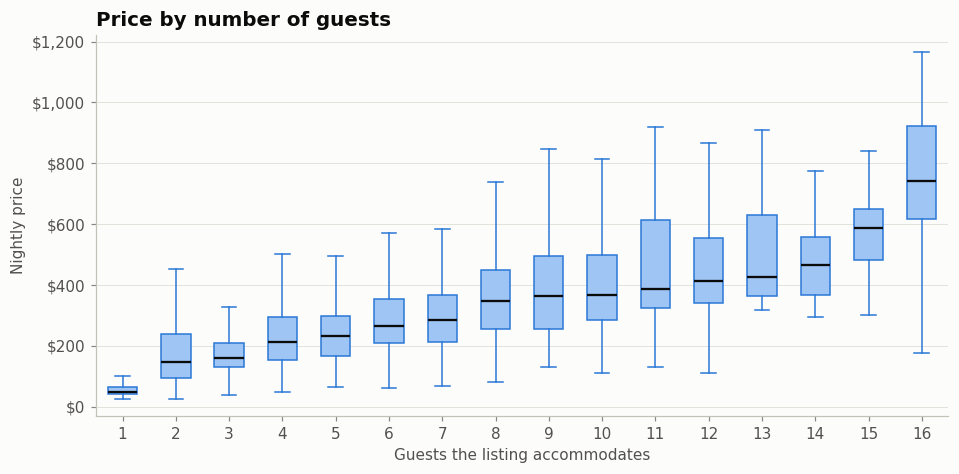 Price by number of guests
$1,200
$1,000
$800
$600
$400
$200
$0
Nightly price
1 2 3 4 5 6 7 8 9 10 11 12 13 14 15 16
Guests the listing accommodates